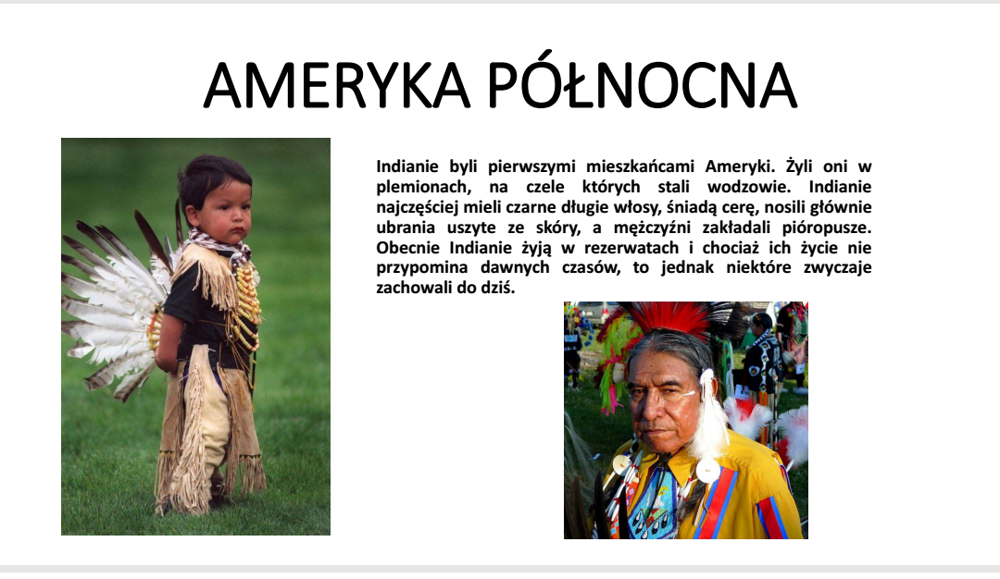 AMERYKA PÓŁNOCNA
Indianie byli pierwszymi mieszkańcami Ameryki. Żyli oni w
plemionach, na czele których stali wodzowie. Indianie
najczęściej mieli czarne długie włosy, śniadą cerę, nosili głównie
ubrania uszyte ze skóry, a mężczyźni zakładali pióropusze.
Obecnie Indianie żyją w rezerwatach i chociaż ich życie nie
przypomina dawnych czasów, to jednak niektóre zwyczaje
zachowali do dziś.